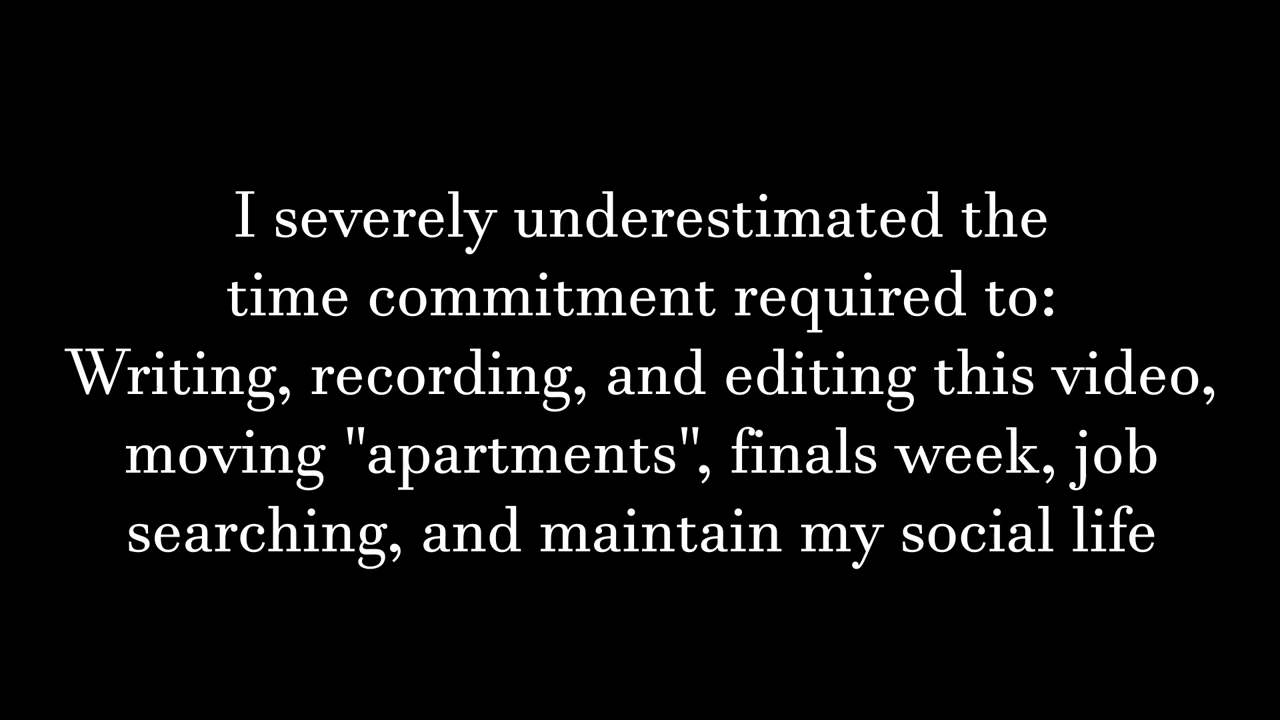 I severely underestimated the
time commitment required to:
Writing, recording, and editing this video,
moving "apartments", finals week, job
searching, and maintain my social life